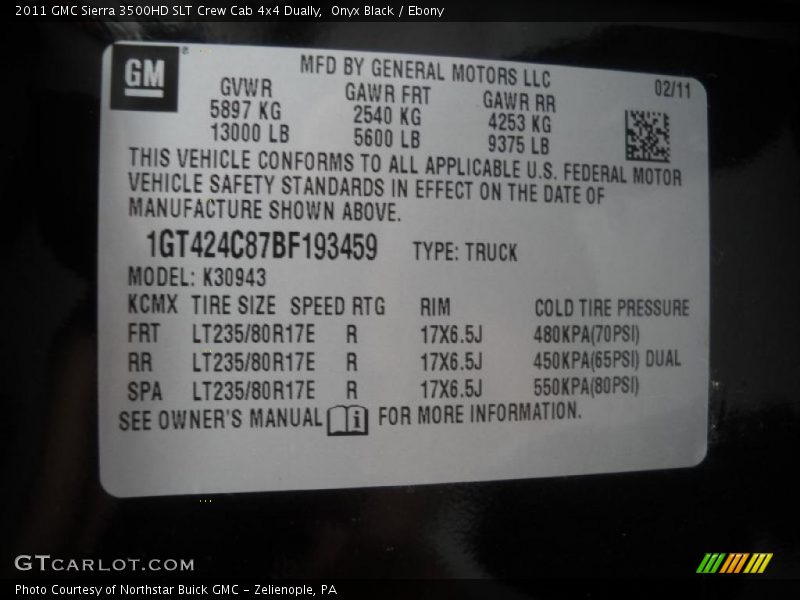 2011 GMC Sierra 3500HD SLT Crew Cab 4x4 Dually,  Onyx Black / Ebony
GM ®
MFD BY GENERAL MOTORS LLC
02/11
GVWR GAWR FRT GAWR RR
5897 KG 2540 KG 4253 KG
13000 LB 5600 LB 9375 LB
THIS VEHICLE CONFORMS TO ALL APPLICABLE U.S. FEDERAL MOTOR
VEHICLE SAFETY STANDARDS IN EFFECT ON THE DATE OF
MANUFACTURE SHOWN ABOVE.
1GT424C87BF193459 TYPE: TRUCK
MODEL: K30943
KCMX TIRE SIZE SPEED RTG RIM COLD TIRE PRESSURE
FRT LT235/80R17E R 17X6.5J 480KPA(70PSI)
RR LT235/80R17E R 17X6.5J 450KPA(65PSI) DUAL
SPA LT235/80R17E R 17X6.5J 550KPA(80PSI)
SEE OWNER'S MANUAL i FOR MORE INFORMATION.
GTCARLOT.COM
Photo Courtesy of Northstar Buick GMC - Zelienople, PA